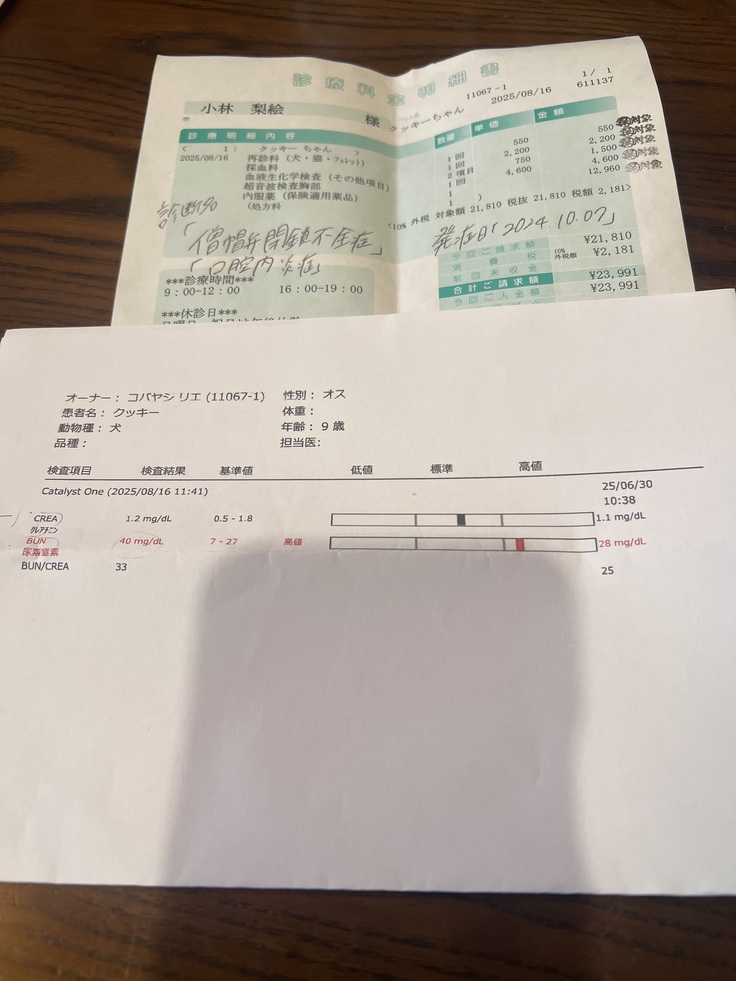 診療料金明細書
11067-1
1/ 1
2025/08/16
611137
小林 梨絵 様 クッキーちゃん
診療明細内容 数量 単価 金額
< 1: クッキー ちゃん >
2025/08/16 再診料 (犬・猫・フェレット) 1 回 550 550
採血料 1 回 2,200 2,200
血液生化学検査 (その他項目) 2 項目 750 1,500
超音波検査胸部 1 回 4,600 4,600
内服薬 (保険適用薬品) 1 12,960
(処方料 1 )
<10% 外税 対象額 21,810 税抜 21,810 税額 2,181>
診断名
「僧帽弁閉鎖不全症」
発症日「2024.10.07」
「口腔内炎症」
今回ご請求額 ¥21,810
消費税 10% 外税額 ¥2,181
前回未収金
合計ご請求額 ¥23,991
今回ご入金額 ¥23,991
***診療時間***
9:00-12:00 16:00-19:00
***休診日***
オーナー: コバヤシ リエ (11067-1) 性別: オス
患者名: クッキー 体重:
動物種: 犬 年齢: 9 歳
品種: 担当医:
検査項目 検査結果 基準値 低値 標準 高値
Catalyst One (2025/08/16 11:41) 25/06/30
10:38
CREA 1.2 mg/dL 0.5 - 1.8 1.1 mg/dL
クレアチニン
BUN 40 mg/dL 7 - 27 高値 28 mg/dL
尿素窒素
BUN/CREA 33 25